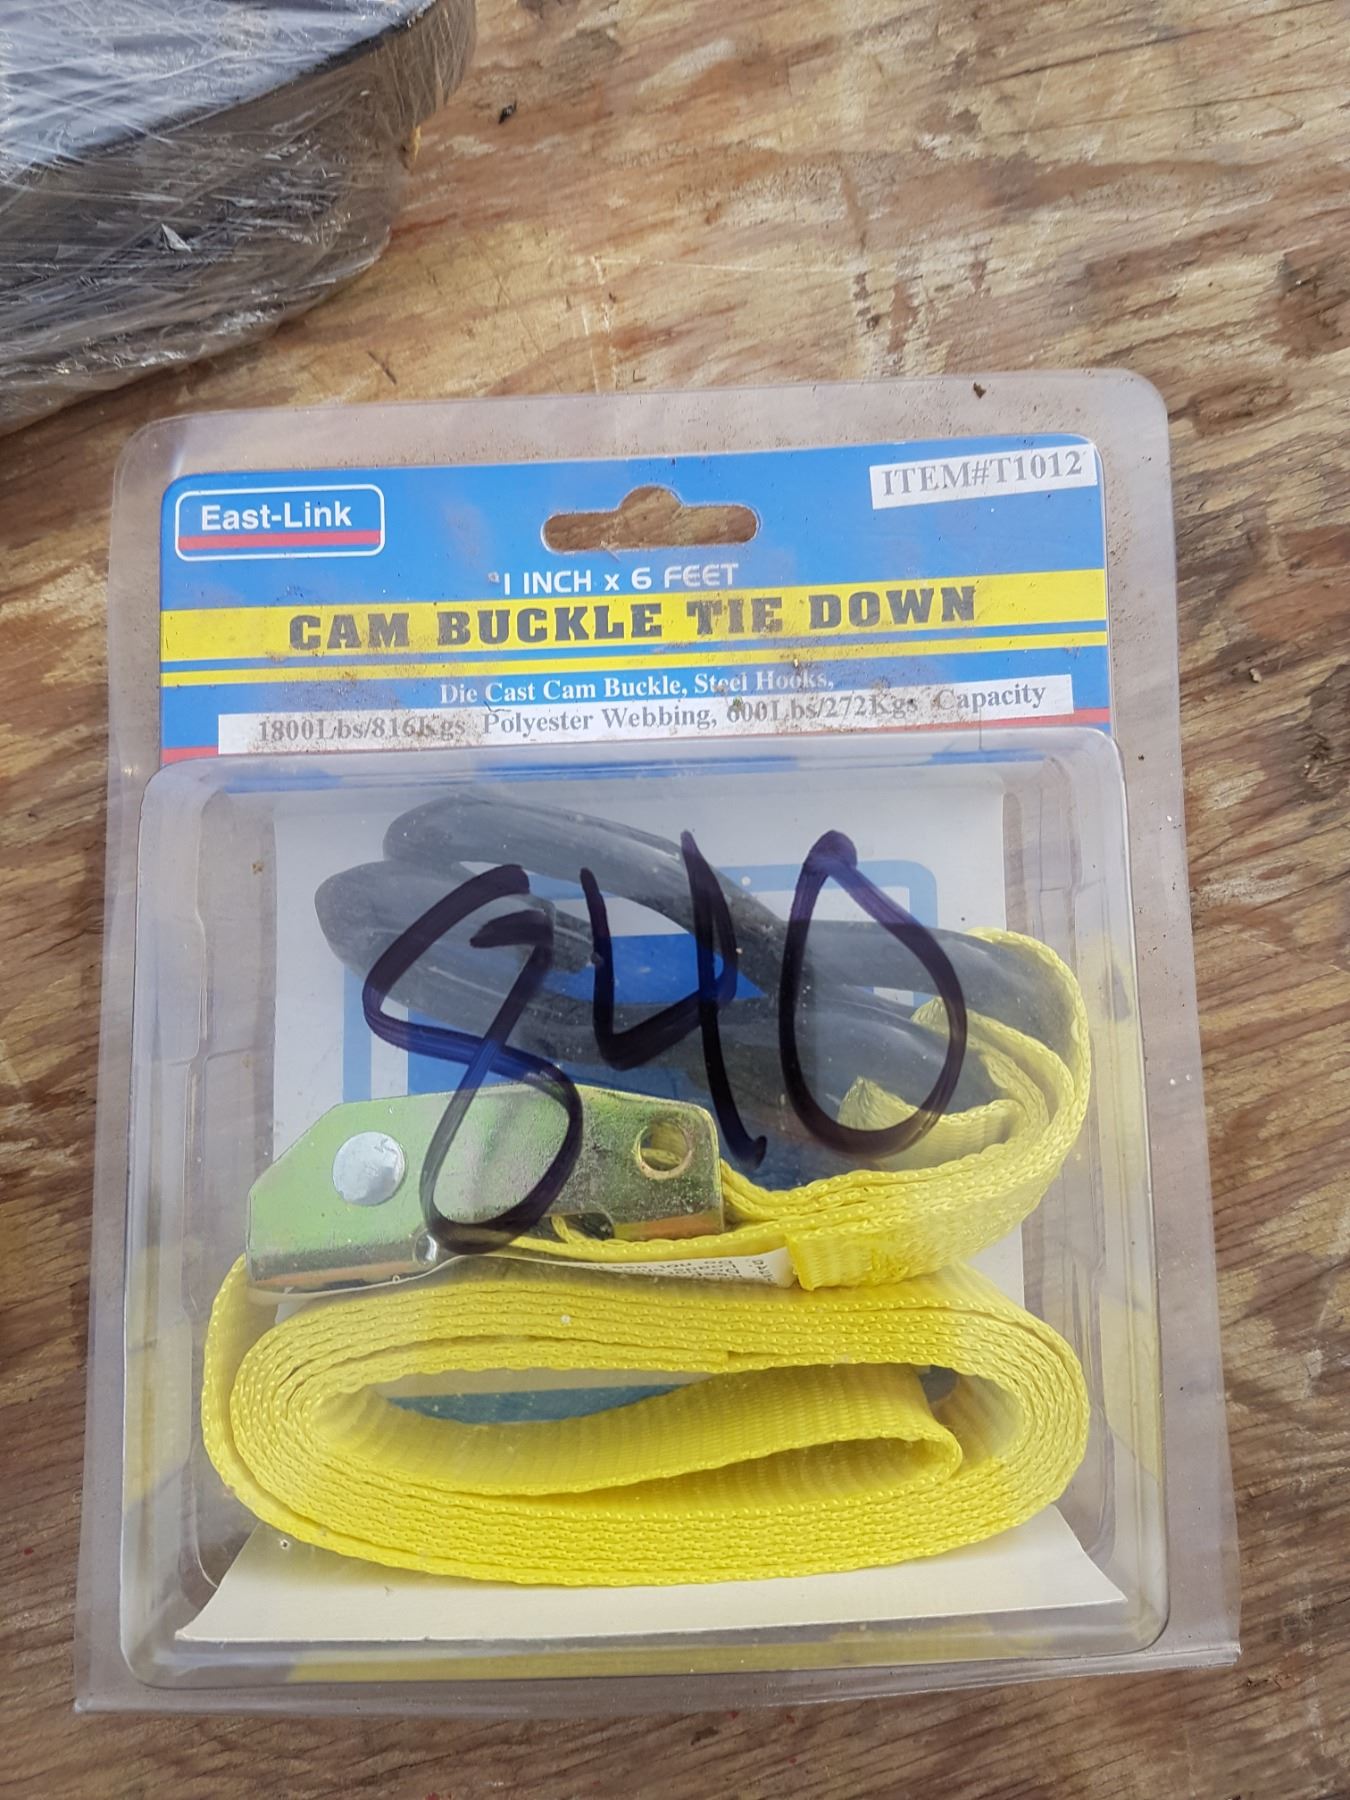 ITEM#T1012
East-Link
1 INCH x 6 FEET
CAM BUCKLE TIE DOWN
Die Cast Cam Buckle, Steel Hooks,
1800Lbs/816Kgs Polyester Webbing, 600Lbs/272Kgs Capacity
840